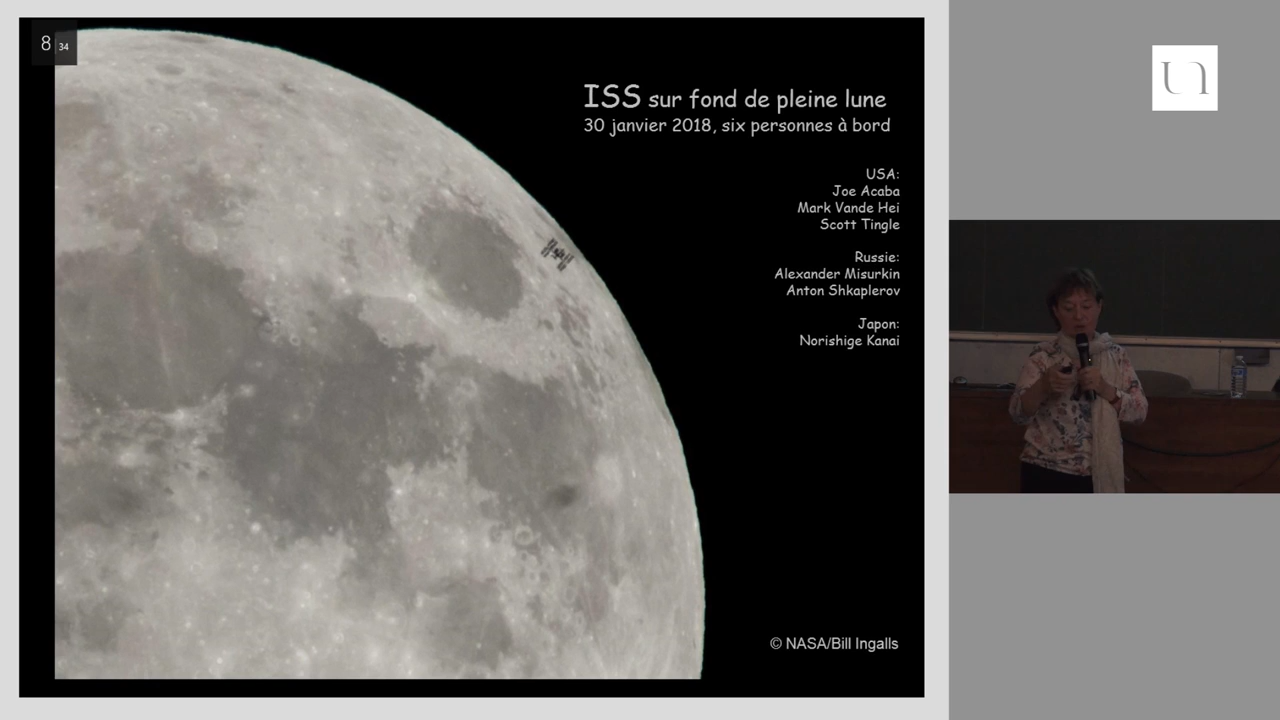 8 34
ISS sur fond de pleine lune
30 janvier 2018, six personnes à bord
USA:
Joe Acaba
Mark Vande Hei
Scott Tingle
Russie:
Alexander Misurkin
Anton Shkaplerov
Japon:
Norishige Kanai
© NASA/Bill Ingalls